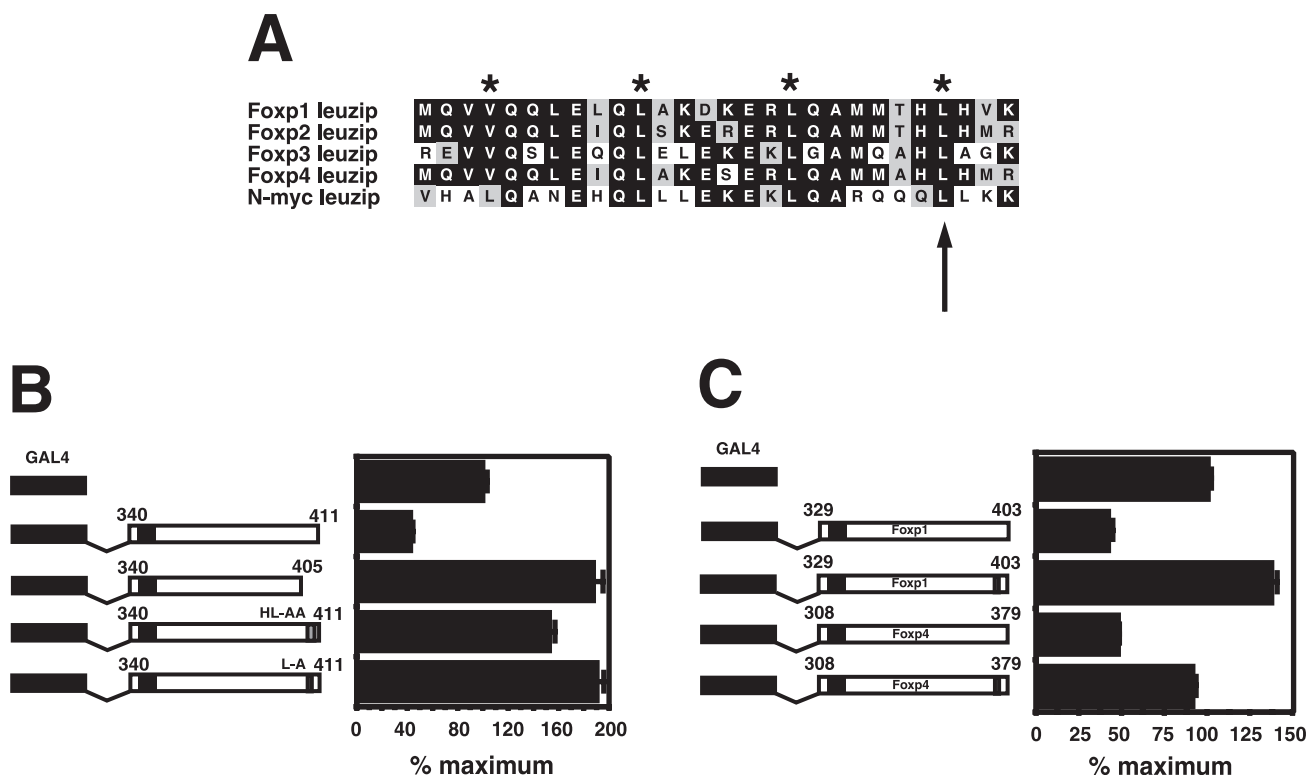 A
* * * *
Foxp1 leuzip M Q V V Q Q L E L Q L A K D K E R L Q A M M T H L H V K
Foxp2 leuzip M Q V V Q Q L E I Q L S K E R E R L Q A M M T H L H M R
Foxp3 leuzip R E V V Q S L E Q Q L E L E K E K L G A M Q A H L A G K
Foxp4 leuzip M Q V V Q Q L E I Q L A K E S E R L Q A M M A H L H M R
N-myc leuzip V H A L Q A N E H Q L L L E K E K L Q A R Q Q Q L L K K
B
GAL4
340 411
340 405
340 HL-AA 411
340 L-A 411
0 40 80 120 160 200
% maximum
C
GAL4
329 403
Foxp1
329 403
Foxp1
308 379
Foxp4
308 379
Foxp4
0 25 50 75 100 125 150
% maximum